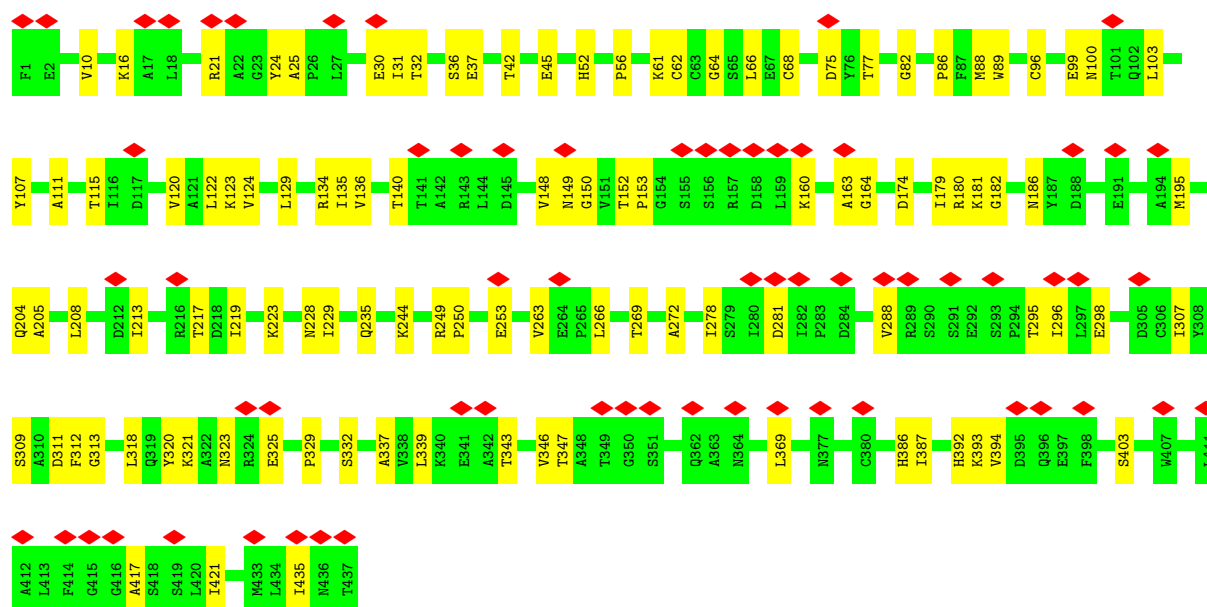 F1 E2 V10 K16 A17 L18 R21 A22 G23 Y24 A25 P26 L27 E30 I31 T32 S36 E37 T42 E45 H52 P56 K61 C62 C63 G64 S65 L66 E67 C68 D75 Y76 T77 G82 P86 F87 M88 W89 C96 E99 N100 T101 Q102 L103
Y107 A111 T115 I116 D117 V120 A121 L122 K123 V124 L129 R134 I135 V136 T140 T141 A142 R143 L144 D145 V148 N149 G150 V151 T152 P153 G154 S155 S156 R157 D158 L159 K160 A163 G164 D174 I179 R180 K181 G182 N186 Y187 D188 E191 A194 M195
Q204 A205 L208 D212 I213 R216 T217 D218 I219 K223 N228 I229 Q235 K244 R249 P250 E253 V263 E264 P265 L266 T269 A272 I278 S279 I280 D281 I282 P283 D284 V288 R289 S290 S291 E292 S293 P294 T295 I296 L297 E298 D305 C306 I307 Y308
S309 A310 D311 F312 G313 L318 Q319 Y320 K321 A322 N323 R324 E325 P329 S332 A337 V338 L339 K340 E341 A342 T343 V346 T347 A348 T349 G350 S351 Q362 A363 N364 L369 N377 C380 H386 I387 H392 K393 V394 D395 Q396 E397 F398 S403 W407
A412 L413 F414 G415 G416 A417 S418 S419 L420 I421 M433 L434 I435 N436 T437